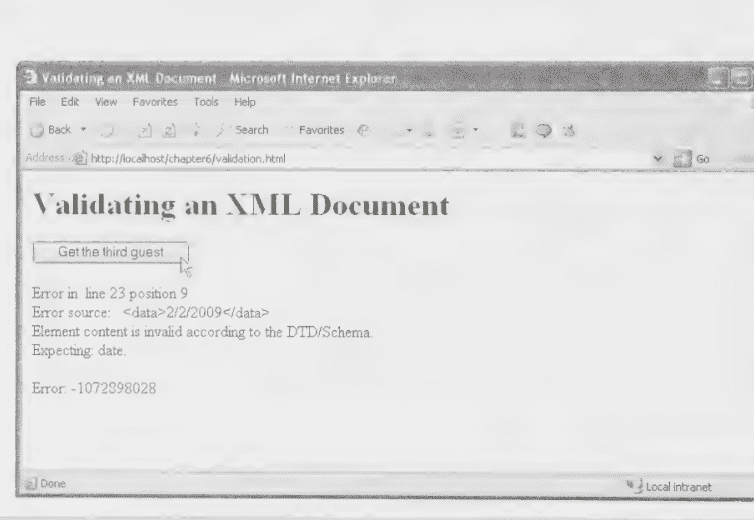 Validating an XML Document Microsoft Internet Explorer
File Edit View Favorites Tools Help
Back Search Favorites
Address http://localhost/chapter6/validation.html Go
Validating an XML Document
Get the third guest
Error in line 23 position 9
Error source: <data>2/2/2009</data>
Element content is invalid according to the DTD/Schema.
Expecting: date.
Error: -1072898028
Done Local intranet